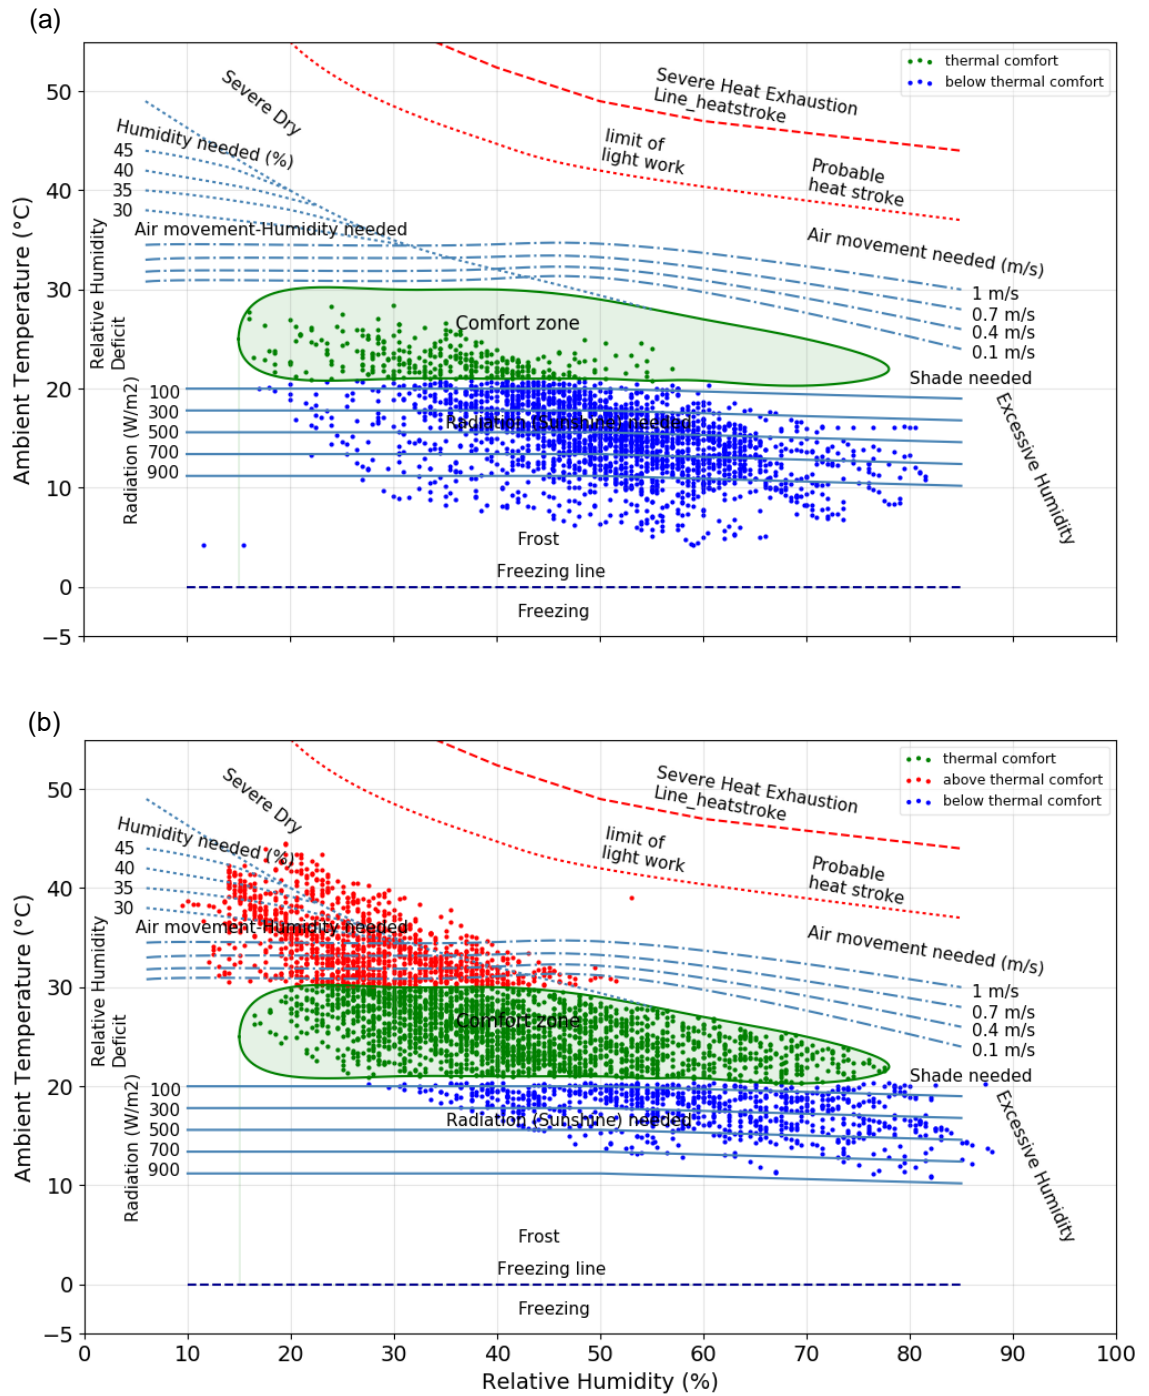 (a)
thermal comfort
below thermal comfort
Severe Heat Exhaustion
Line_heatstroke
Severe Dry
Humidity needed (%)
limit of
light work
Probable
heat stroke
50
45
40
35
30
40
Air movement-Humidity needed
Air movement needed (m/s)
Relative Humidity
Deficit
30
1 m/s
0.7 m/s
0.4 m/s
0.1 m/s
Comfort zone
Ambient Temperature (°C)
Shade needed
20
Radiation (W/m2)
100
300
500
700
900
Radiation (Sunshine) needed
Excessive Humidity
10
Frost
Freezing line
0
Freezing
−5
(b)
thermal comfort
above thermal comfort
below thermal comfort
Severe Heat Exhaustion
Line_heatstroke
Severe Dry
Humidity needed (%)
limit of
light work
Probable
heat stroke
50
45
40
35
30
40
Air movement-Humidity needed
Air movement needed (m/s)
Relative Humidity
Deficit
30
1 m/s
0.7 m/s
0.4 m/s
0.1 m/s
Comfort zone
Ambient Temperature (°C)
Shade needed
20
Radiation (W/m2)
100
300
500
700
900
Radiation (Sunshine) needed
Excessive Humidity
10
Frost
Freezing line
0
Freezing
−5
0 10 20 30 40 50 60 70 80 90 100
Relative Humidity (%)